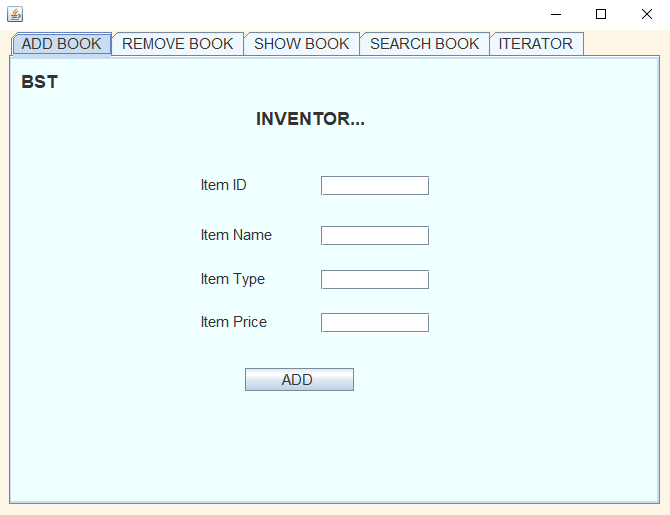 ADD BOOK REMOVE BOOK SHOW BOOK SEARCH BOOK ITERATOR
BST
INVENTOR...
Item ID
Item Name
Item Type
Item Price
ADD